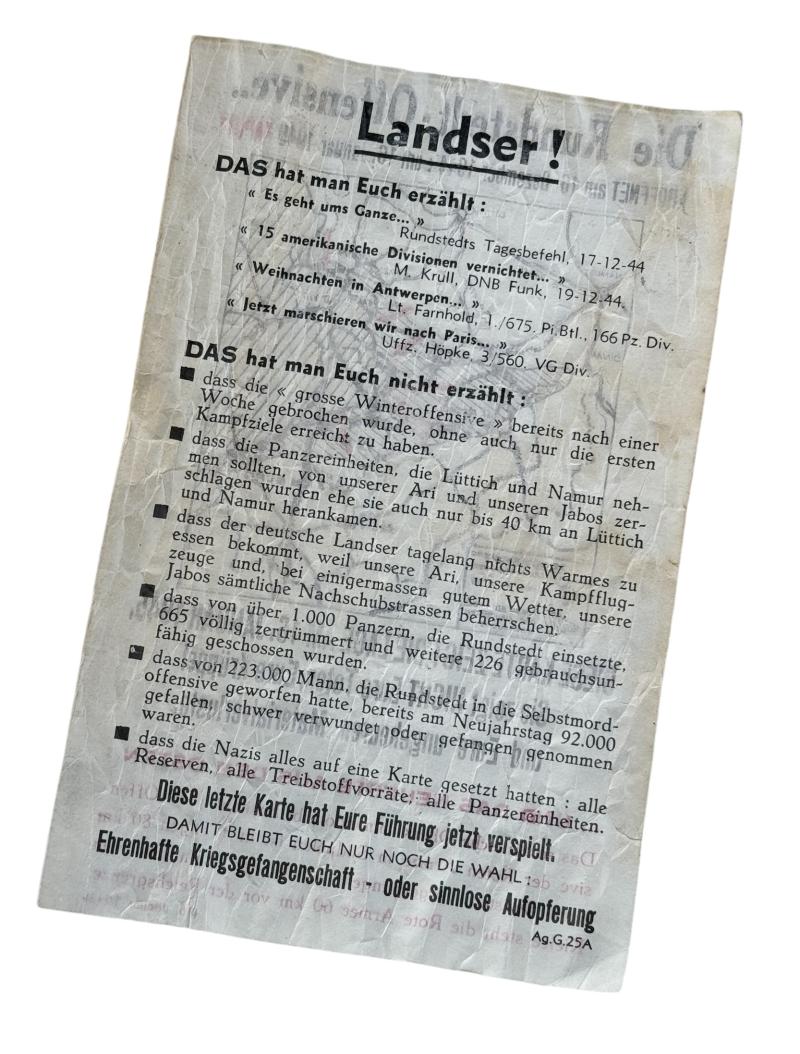 Landser!
DAS hat man Euch erzählt :
« Es geht ums Ganze... »
Rundstedts Tagesbefehl, 17-12-44
« 15 amerikanische Divisionen vernichtet... »
M. Krull, DNB Funk, 19-12-44.
« Weihnachten in Antwerpen... »
Lt. Farnhold, 1./675. Pi.Btl., 166 Pz. Div.
« Jetzt marschieren wir nach Paris... »
Uffz. Höpke, 3/560. VG Div.
DAS hat man Euch nicht erzählt :
■ dass die « grosse Winteroffensive » bereits nach einer
Woche gebrochen wurde, ohne auch nur die ersten
Kampfziele erreicht zu haben.
■ dass die Panzereinheiten, die Lüttich und Namur neh-
men sollten, von unserer Ari und unseren Jabos zer-
schlagen wurden ehe sie auch nur bis 40 km an Lüttich
und Namur herankamen.
■ dass der deutsche Landser tagelang nichts Warmes zu
essen bekommt, weil unsere Ari, unsere Kampfflug-
zeuge und, bei einigermassen gutem Wetter, unsere
Jabos sämtliche Nachschubstrassen beherrschen.
■ dass von über 1.000 Panzern, die Rundstedt einsetzte,
665 völlig zertrümmert und weitere 226 gebrauchsun-
fähig geschossen wurden.
■ dass von 223.000 Mann, die Rundstedt in die Selbstmord-
offensive geworfen hatte, bereits am Neujahrstag 92.000
gefallen, schwer verwundet oder gefangen genommen
waren.
■ dass die Nazis alles auf eine Karte gesetzt hatten : alle
Reserven, alle Treibstoffvorräte, alle Panzereinheiten.
Diese letzte Karte hat Eure Führung jetzt verspielt.
DAMIT BLEIBT EUCH NUR NOCH DIE WAHL :
Ehrenhafte Kriegsgefangenschaft - oder sinnlose Aufopferung
Ag.G.25A